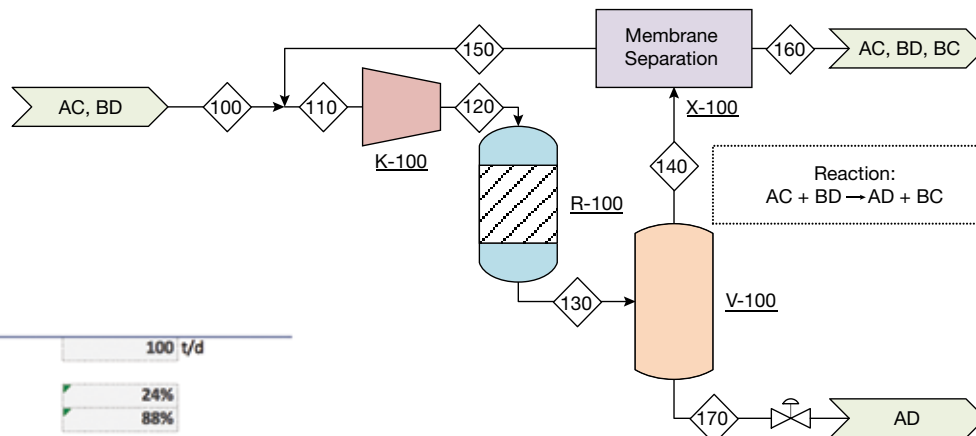 Membrane
Separation
150
160
AC, BD, BC
AC, BD
100
110
120
X-100
K-100
140
Reaction:
AC + BD → AD + BC
R-100
130
V-100
100 t/d
24%
88%
170
AD